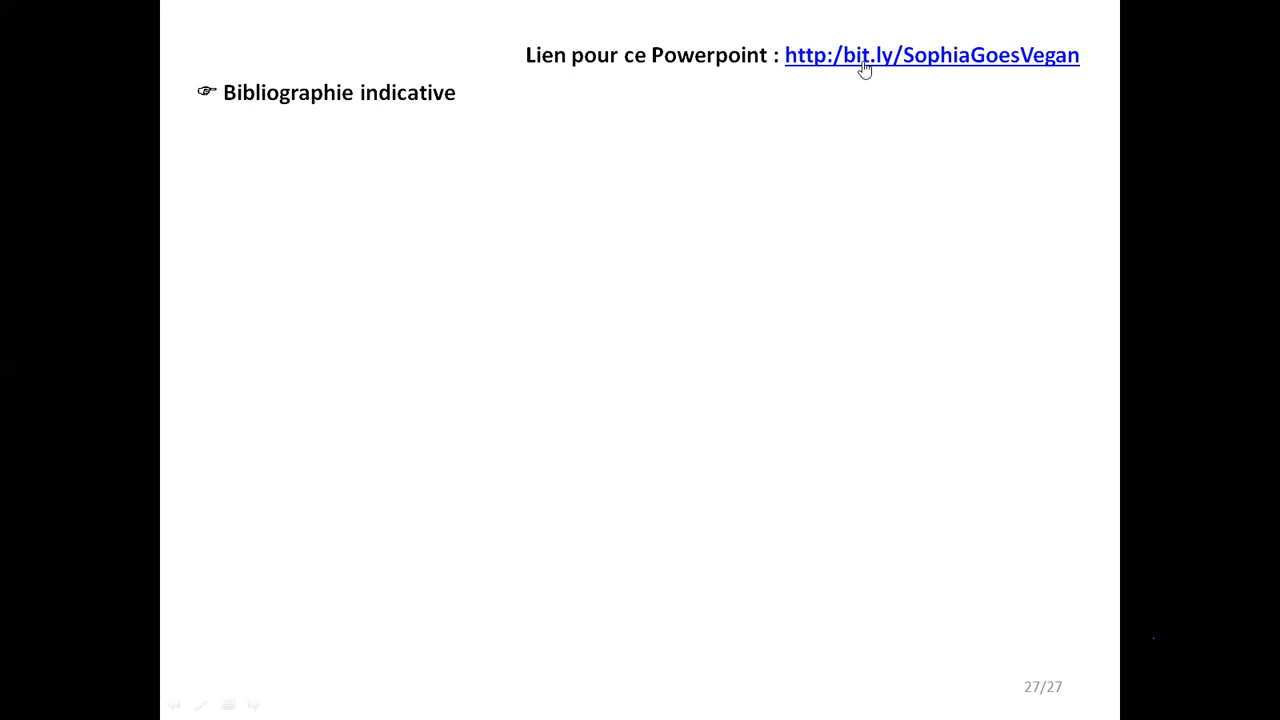 Lien pour ce Powerpoint : http:/bit.ly/SophiaGoesVegan
☞ Bibliographie indicative
27/27